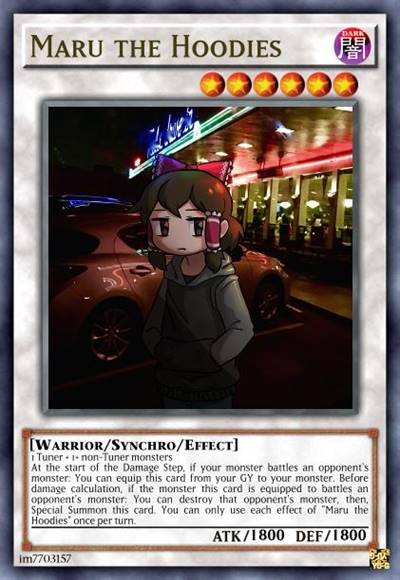 MARU THE HOODIES
DARK
闇
[WARRIOR/SYNCHRO/EFFECT]
1 Tuner + 1+ non-Tuner monsters
At the start of the Damage Step, if your monster battles an opponent's
monster: You can equip this card from your GY to your monster. Before
damage calculation, if the monster this card is equipped to battles an
opponent's monster: You can destroy that opponent's monster, then,
Special Summon this card. You can only use each effect of "Maru the
Hoodies" once per turn.
ATK/1800 DEF/1800
im7703157